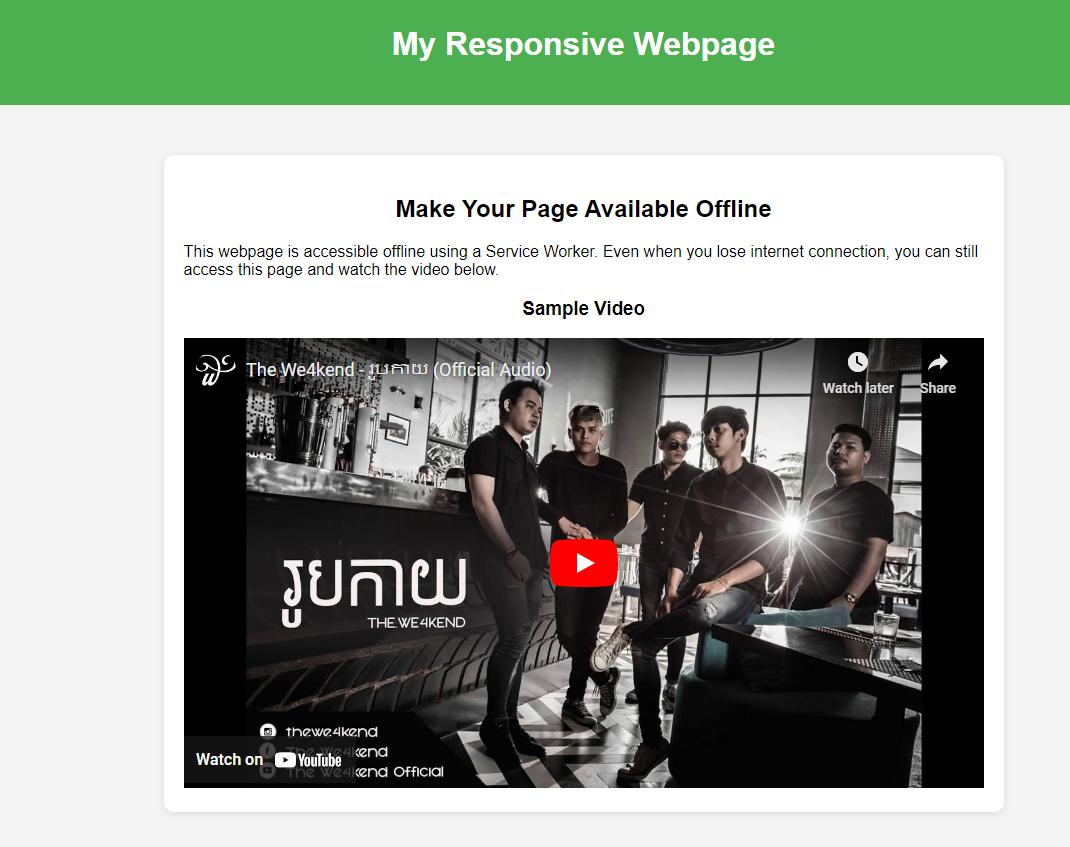 My Responsive Webpage
Make Your Page Available Offline
This webpage is accessible offline using a Service Worker. Even when you lose internet connection, you can still
access this page and watch the video below.
Sample Video
The We4kend - រូបកាយ (Official Audio)
Watch later
Share
រូបកាយ
THE.WE4KEND
thewe4kend
The We4kend
The We4kend Official
Watch on YouTube